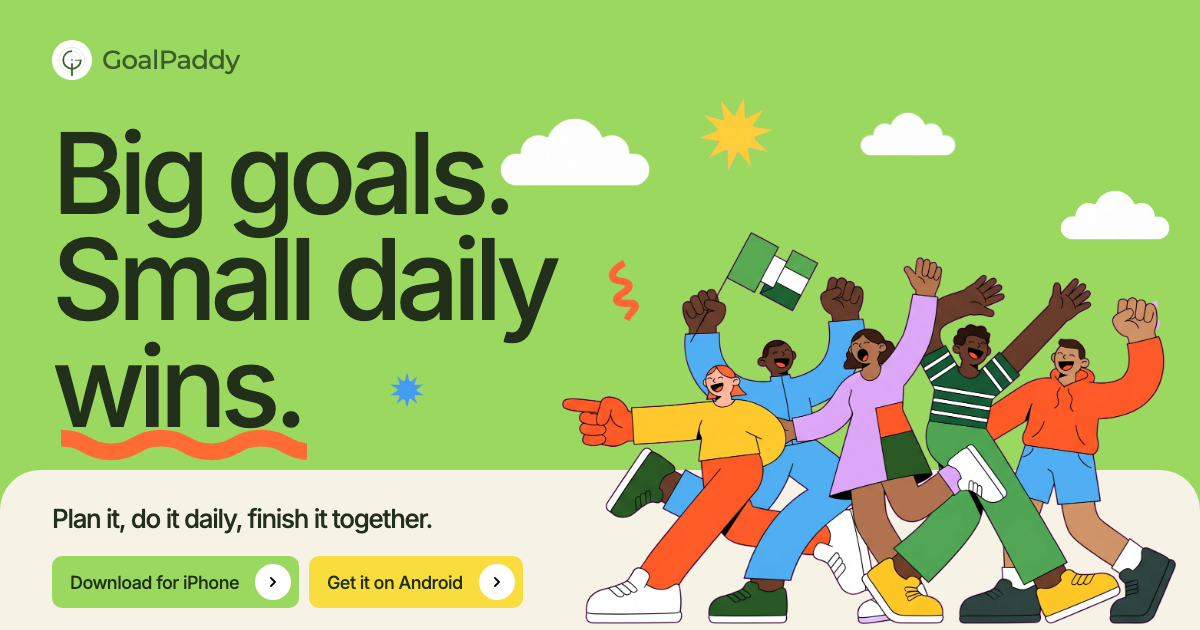 GoalPaddy
Big goals.
Small daily
wins.
Plan it, do it daily, finish it together.
Download for iPhone
Get it on Android